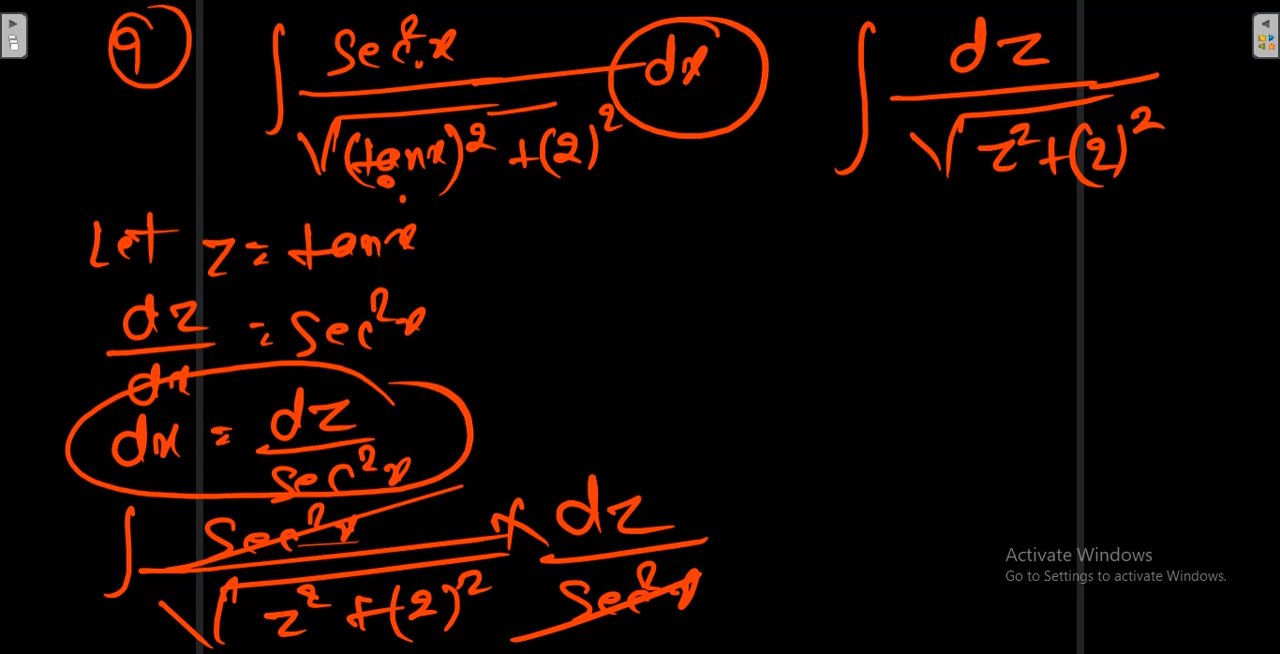 9 ∫ sec²x / √((tanx)² + (2)²) dx
∫ dz / √(z² + (2)²)
Let z = tanx
dz/dx = sec²x
dx = dz/sec²x
∫ sec²x / √(z² + (2)²) × dz/sec²x
Activate Windows
Go to Settings to activate Windows.